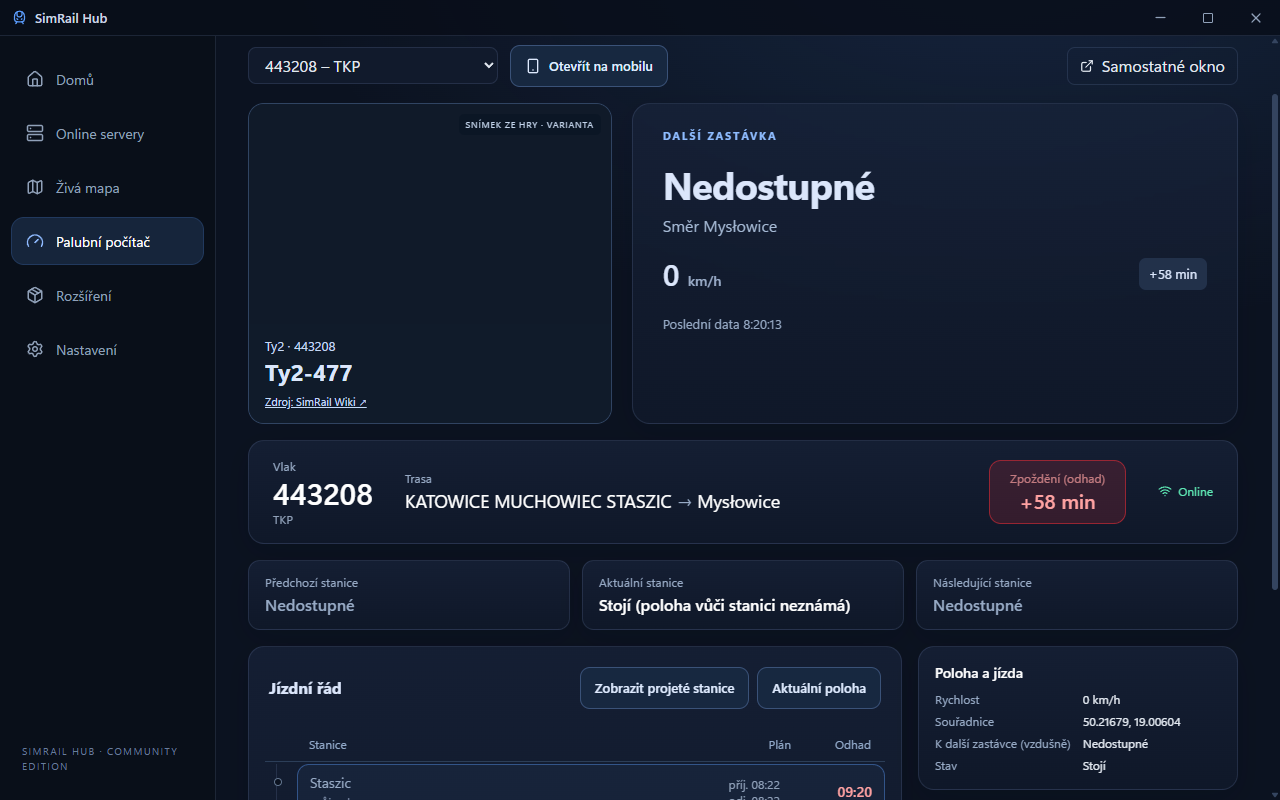 SimRail Hub
Domů
Online servery
Živá mapa
Palubní počítač
Rozšíření
Nastavení
SIMRAIL HUB · COMMUNITY
EDITION
443208 – TKP
Otevřít na mobilu
Samostatné okno
SNÍMEK ZE HRY · VARIANTA
Ty2 · 443208
Ty2-477
Zdroj: SimRail Wiki ↗
DALŠÍ ZASTÁVKA
Nedostupné
Směr Mysłowice
0 km/h
+58 min
Poslední data 8:20:13
Vlak
443208
TKP
Trasa
KATOWICE MUCHOWIEC STASZIC → Mysłowice
Zpoždění (odhad)
+58 min
Online
Předchozí stanice
Nedostupné
Aktuální stanice
Stojí (poloha vůči stanici neznámá)
Následující stanice
Nedostupné
Jízdní řád
Zobrazit projeté stanice
Aktuální poloha
Stanice Plán Odhad
Staszic
příj. 08:22
09:20
Poloha a jízda
Rychlost 0 km/h
Souřadnice 50.21679, 19.00604
K další zastávce (vzdušně) Nedostupné
Stav Stojí